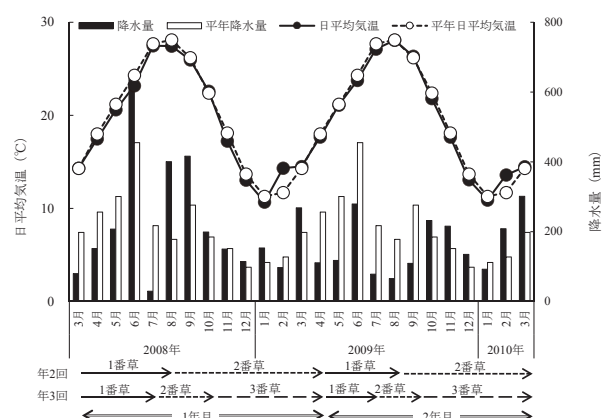 降水量 平年降水量 日平均気温 平年日平均気温
30
20
10
0
日平均気温（℃）
800
600
400
200
0
降水量（mm）
3月 4月 5月 6月 7月 8月 9月 10月 11月 12月 1月 2月 3月 4月 5月 6月 7月 8月 9月 10月 11月 12月 1月 2月 3月
2008年 2009年 2010年
年2回 1番草 2番草 1番草 2番草
年3回 1番草 2番草 3番草 1番草 2番草 3番草
1年目 2年目